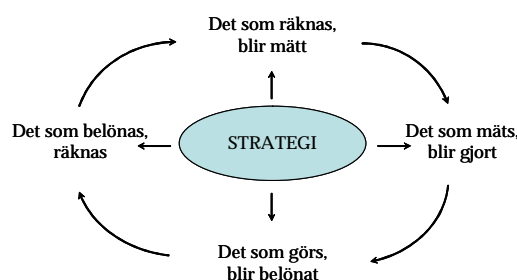 Det som räknas,
blir mätt
Det som belönas,
räknas
STRATEGI
Det som mäts,
blir gjort
Det som görs,
blir belönat